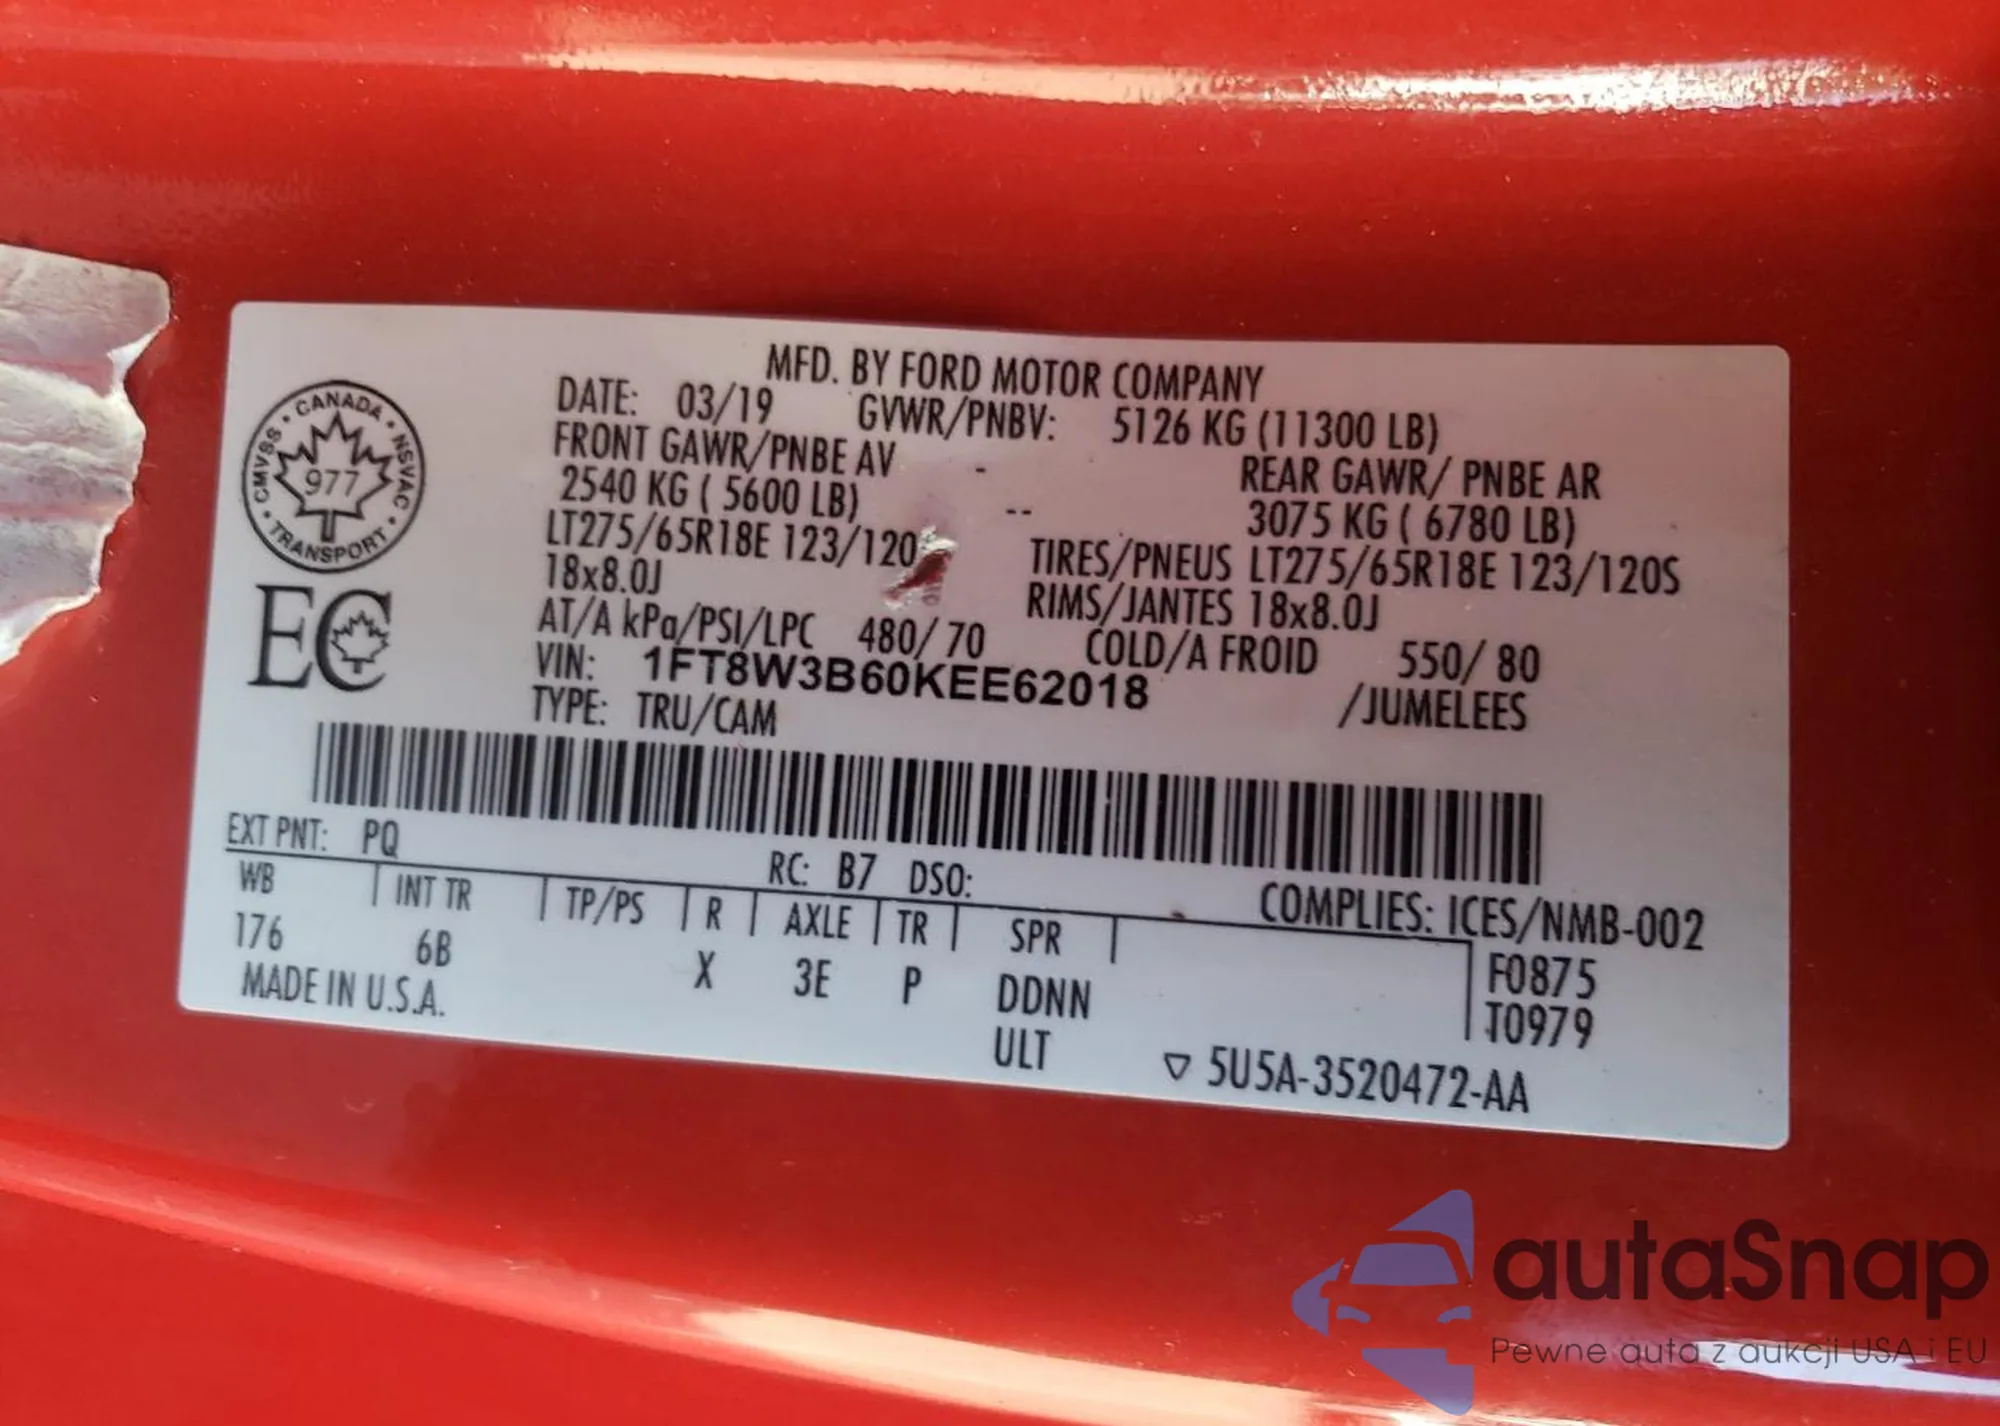 MFD. BY FORD MOTOR COMPANY
DATE: 03/19 GVWR/PNBV: 5126 KG (11300 LB)
FRONT GAWR/PNBE AV - REAR GAWR/ PNBE AR
2540 KG ( 5600 LB) -- 3075 KG ( 6780 LB)
LT275/65R18E 123/120 TIRES/PNEUS LT275/65R18E 123/120S
18x8.0J RIMS/JANTES 18x8.0J
AT/A kPa/PSI/LPC 480/ 70 COLD/A FROID 550/ 80
VIN: 1FT8W3B60KEE62018 /JUMELEES
TYPE: TRU/CAM
CANADA · NSVAC · TRANSPORT · CMVSS ·
977
EC
EXT PNT: PQ RC: B7 DSO: COMPLIES: ICES/NMB-002
WB INT TR TP/PS R AXLE TR SPR F0875
176 6B X 3E P DDNN T0979
MADE IN U.S.A. ULT ▽ 5U5A-3520472-AA
autaSnap
Pewne auta z aukcji USA i EU